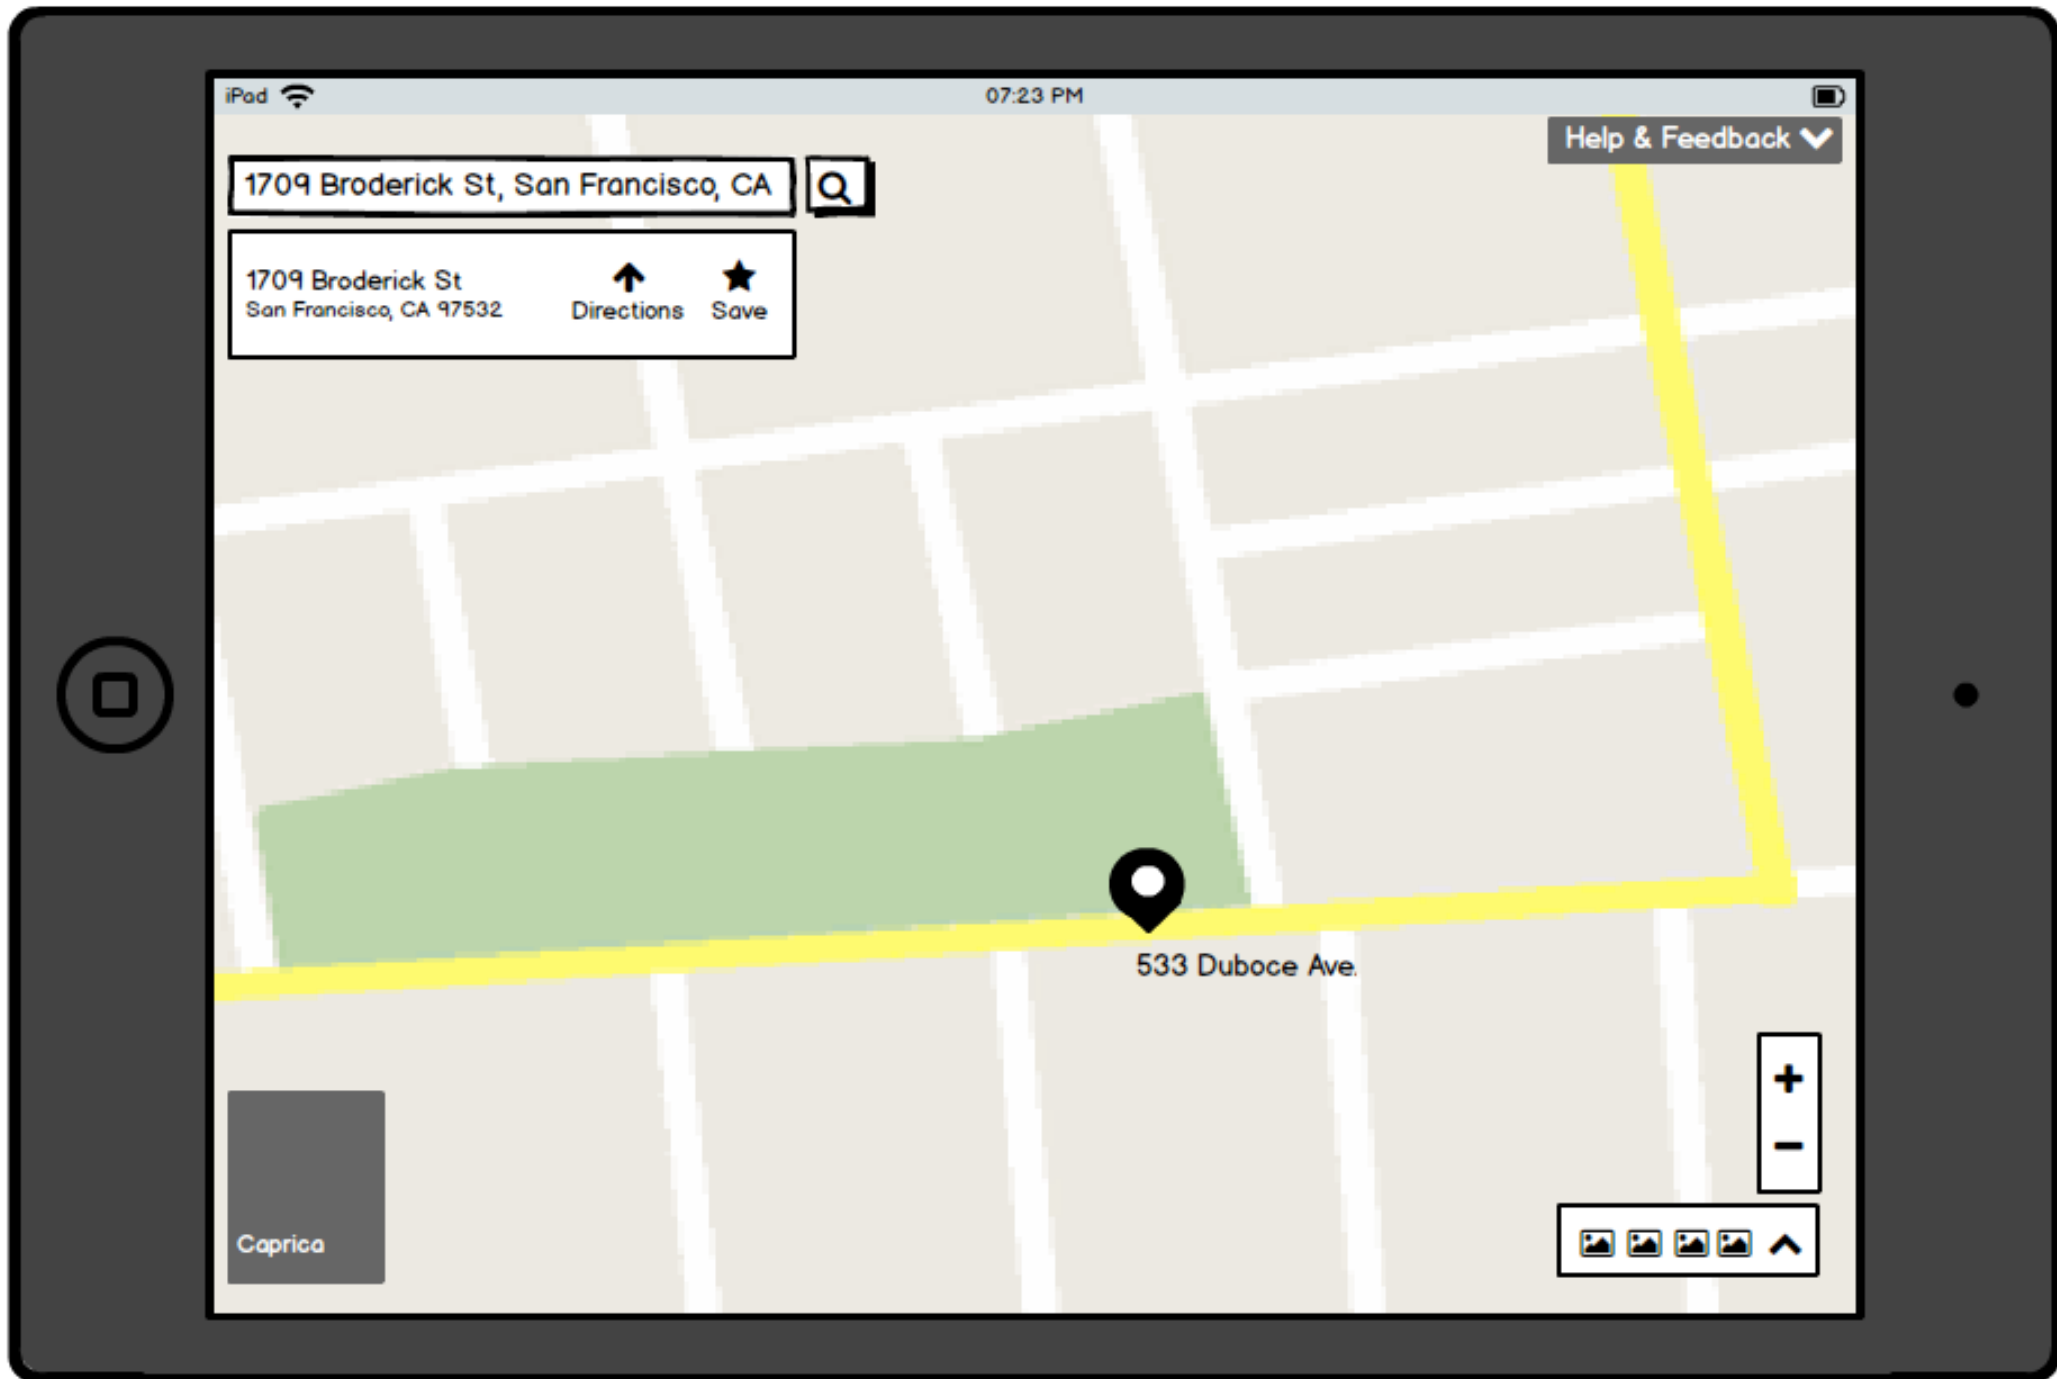 iPad
07:23 PM
Help & Feedback
1709 Broderick St, San Francisco, CA
1709 Broderick St
San Francisco, CA 97532
Directions
Save
533 Duboce Ave.
Caprica